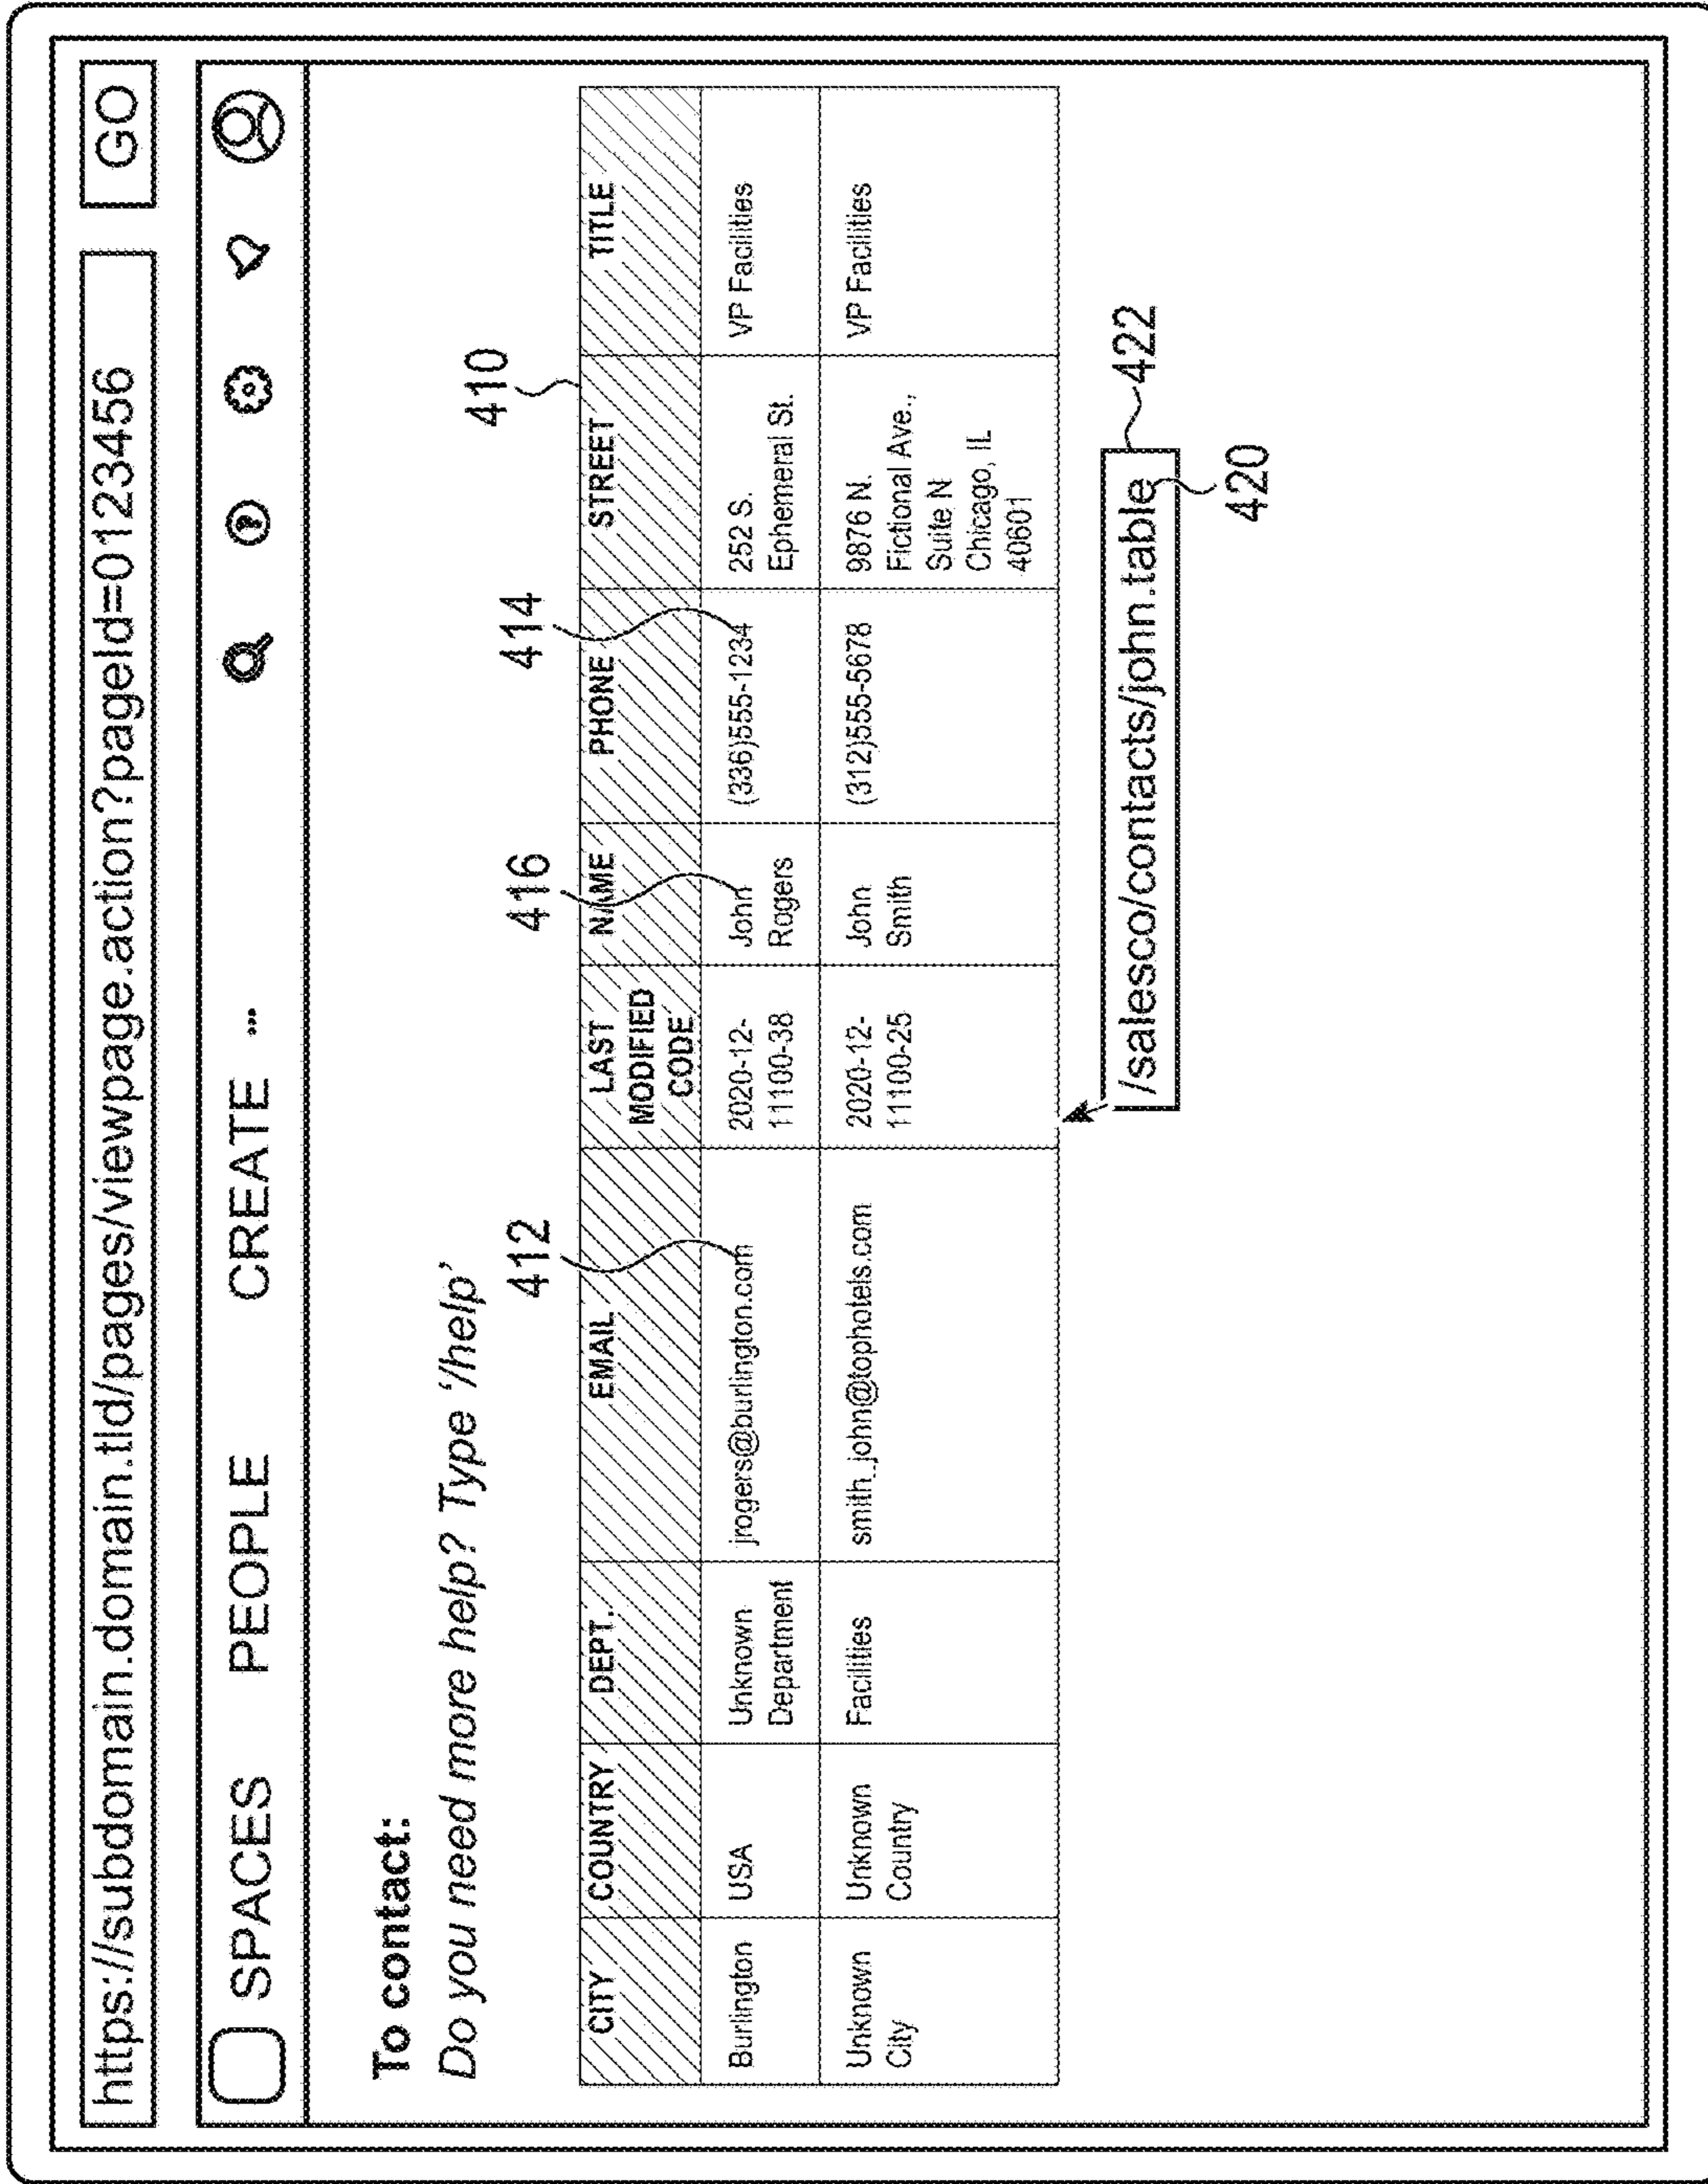 https://subdomain.domain.tld/pages/viewpage.action?pageId=0123456 GO
SPACES PEOPLE CREATE ...
To contact:
Do you need more help? Type '/help'
410
412 416 414
CITY COUNTRY DEPT. EMAIL LAST MODIFIED CODE NAME PHONE STREET TITLE
Burlington USA Unknown Department jrogers@burlington.com 2020-12-11100-38 John Rogers (336)555-1234 252 S. Ephemeral St. VP Facilities
Unknown City Unknown Country Facilities smith_john@tophotels.com 2020-12-11100-25 John Smith (312)555-5678 9876 N. Fictional Ave., Suite N Chicago, IL 40601 VP Facilities
/salesco/contacts/john.table 422
420